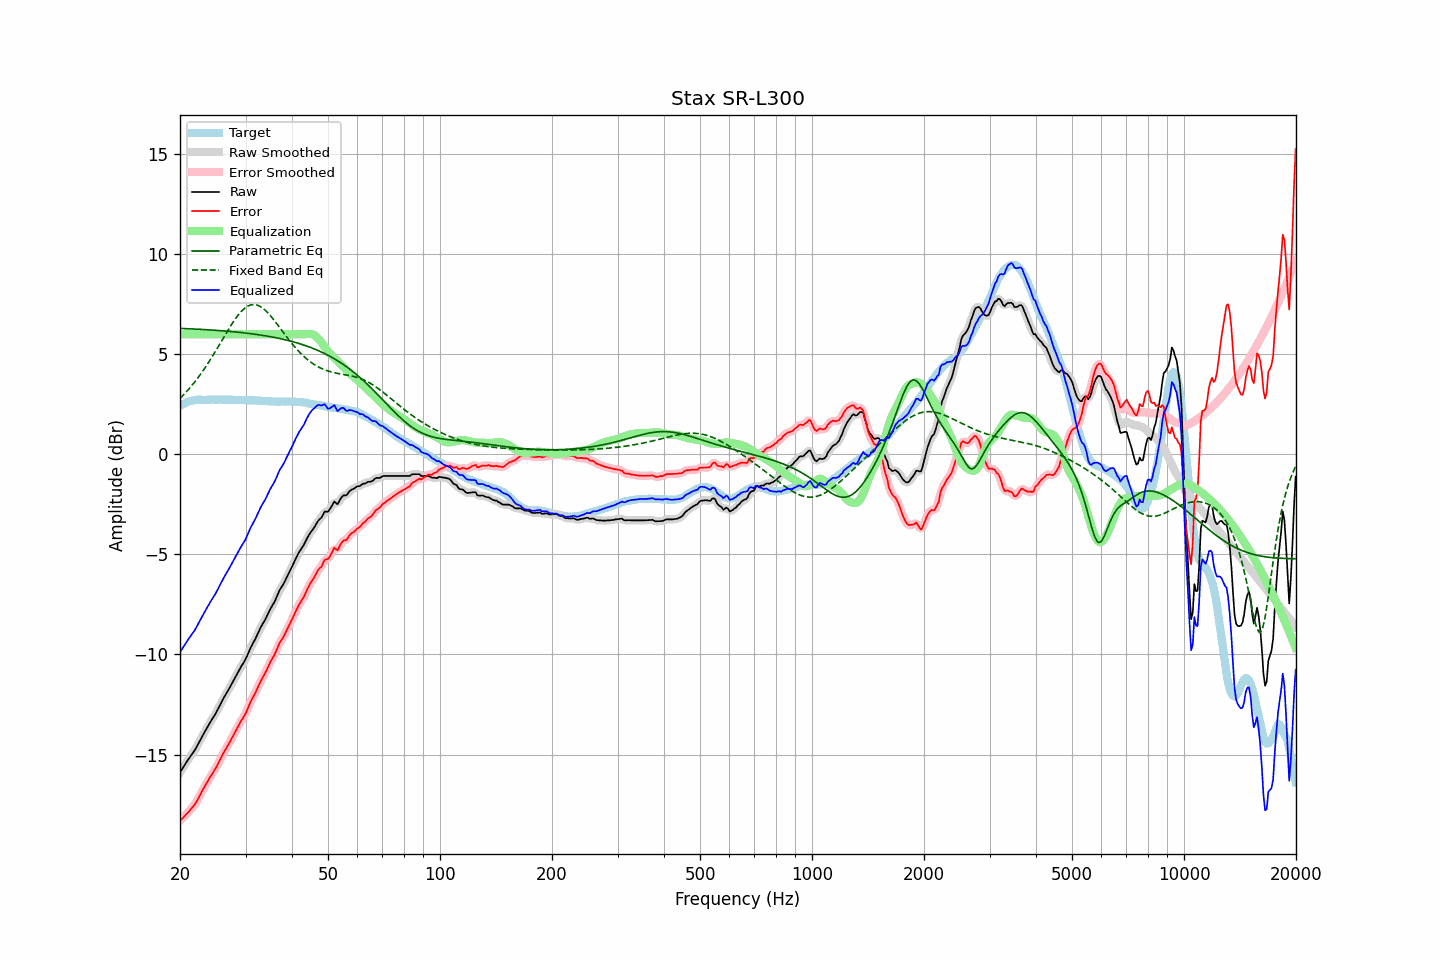 Stax SR-L300
Target
Raw Smoothed
Error Smoothed
Raw
Error
Equalization
Parametric Eq
Fixed Band Eq
Equalized
Amplitude (dBr)
15
10
5
0
−5
−10
−15
20
50
100
200
500
1000
2000
5000
10000
20000
Frequency (Hz)